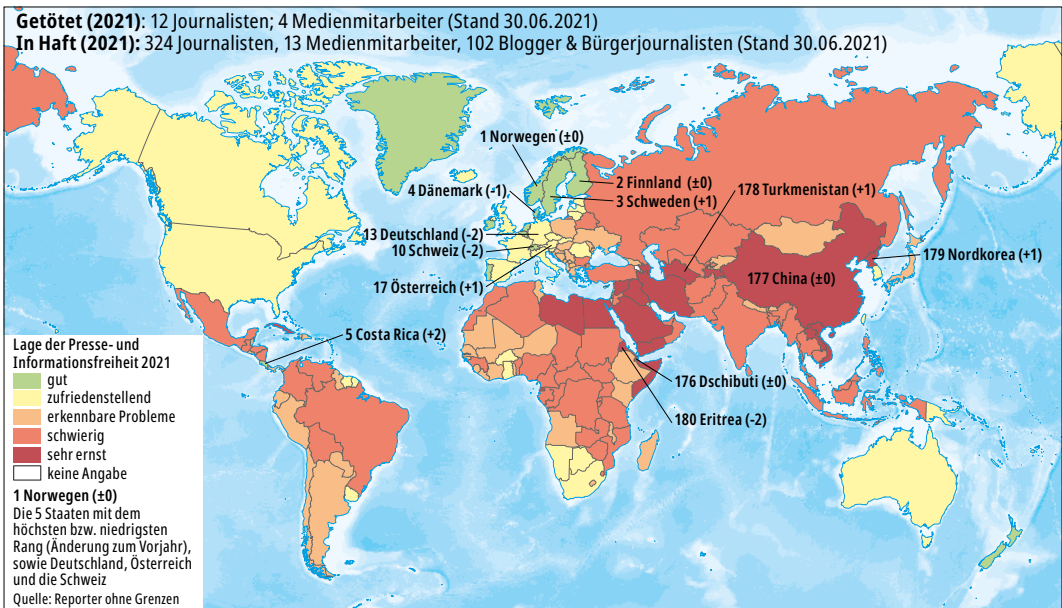 Getötet (2021): 12 Journalisten; 4 Medienmitarbeiter (Stand 30.06.2021)
In Haft (2021): 324 Journalisten, 13 Medienmitarbeiter, 102 Blogger & Bürgerjournalisten (Stand 30.06.2021)
1 Norwegen (±0)
2 Finnland (±0)
4 Dänemark (-1)
3 Schweden (+1)
178 Turkmenistan (+1)
13 Deutschland (-2)
10 Schweiz (-2)
179 Nordkorea (+1)
177 China (±0)
17 Österreich (+1)
5 Costa Rica (+2)
176 Dschibuti (±0)
180 Eritrea (-2)
Lage der Presse- und
Informationsfreiheit 2021
gut
zufriedenstellend
erkennbare Probleme
schwierig
sehr ernst
keine Angabe
1 Norwegen (±0)
Die 5 Staaten mit dem
höchsten bzw. niedrigsten
Rang (Änderung zum Vorjahr),
sowie Deutschland, Österreich
und die Schweiz
Quelle: Reporter ohne Grenzen